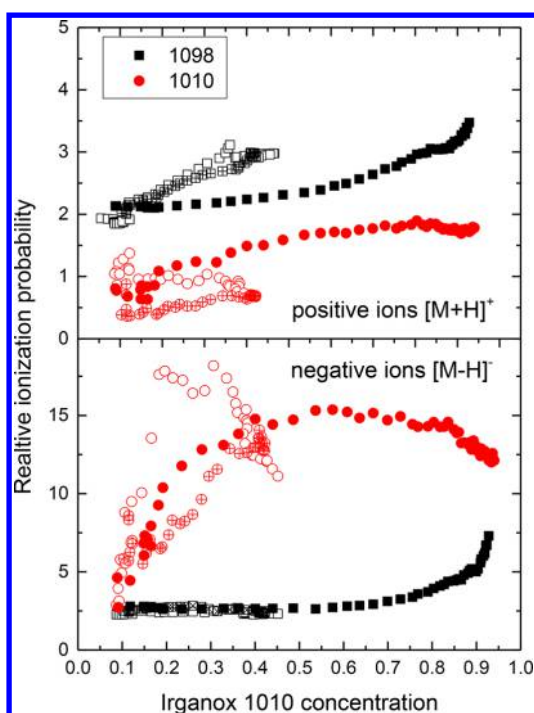 5
4
3
2
1
0
1098
1010
positive ions [M+H]+
15
10
5
0
negative ions [M-H]-
Realtive ionization probability
0.0 0.1 0.2 0.3 0.4 0.5 0.6 0.7 0.8 0.9 1.0
Irganox 1010 concentration